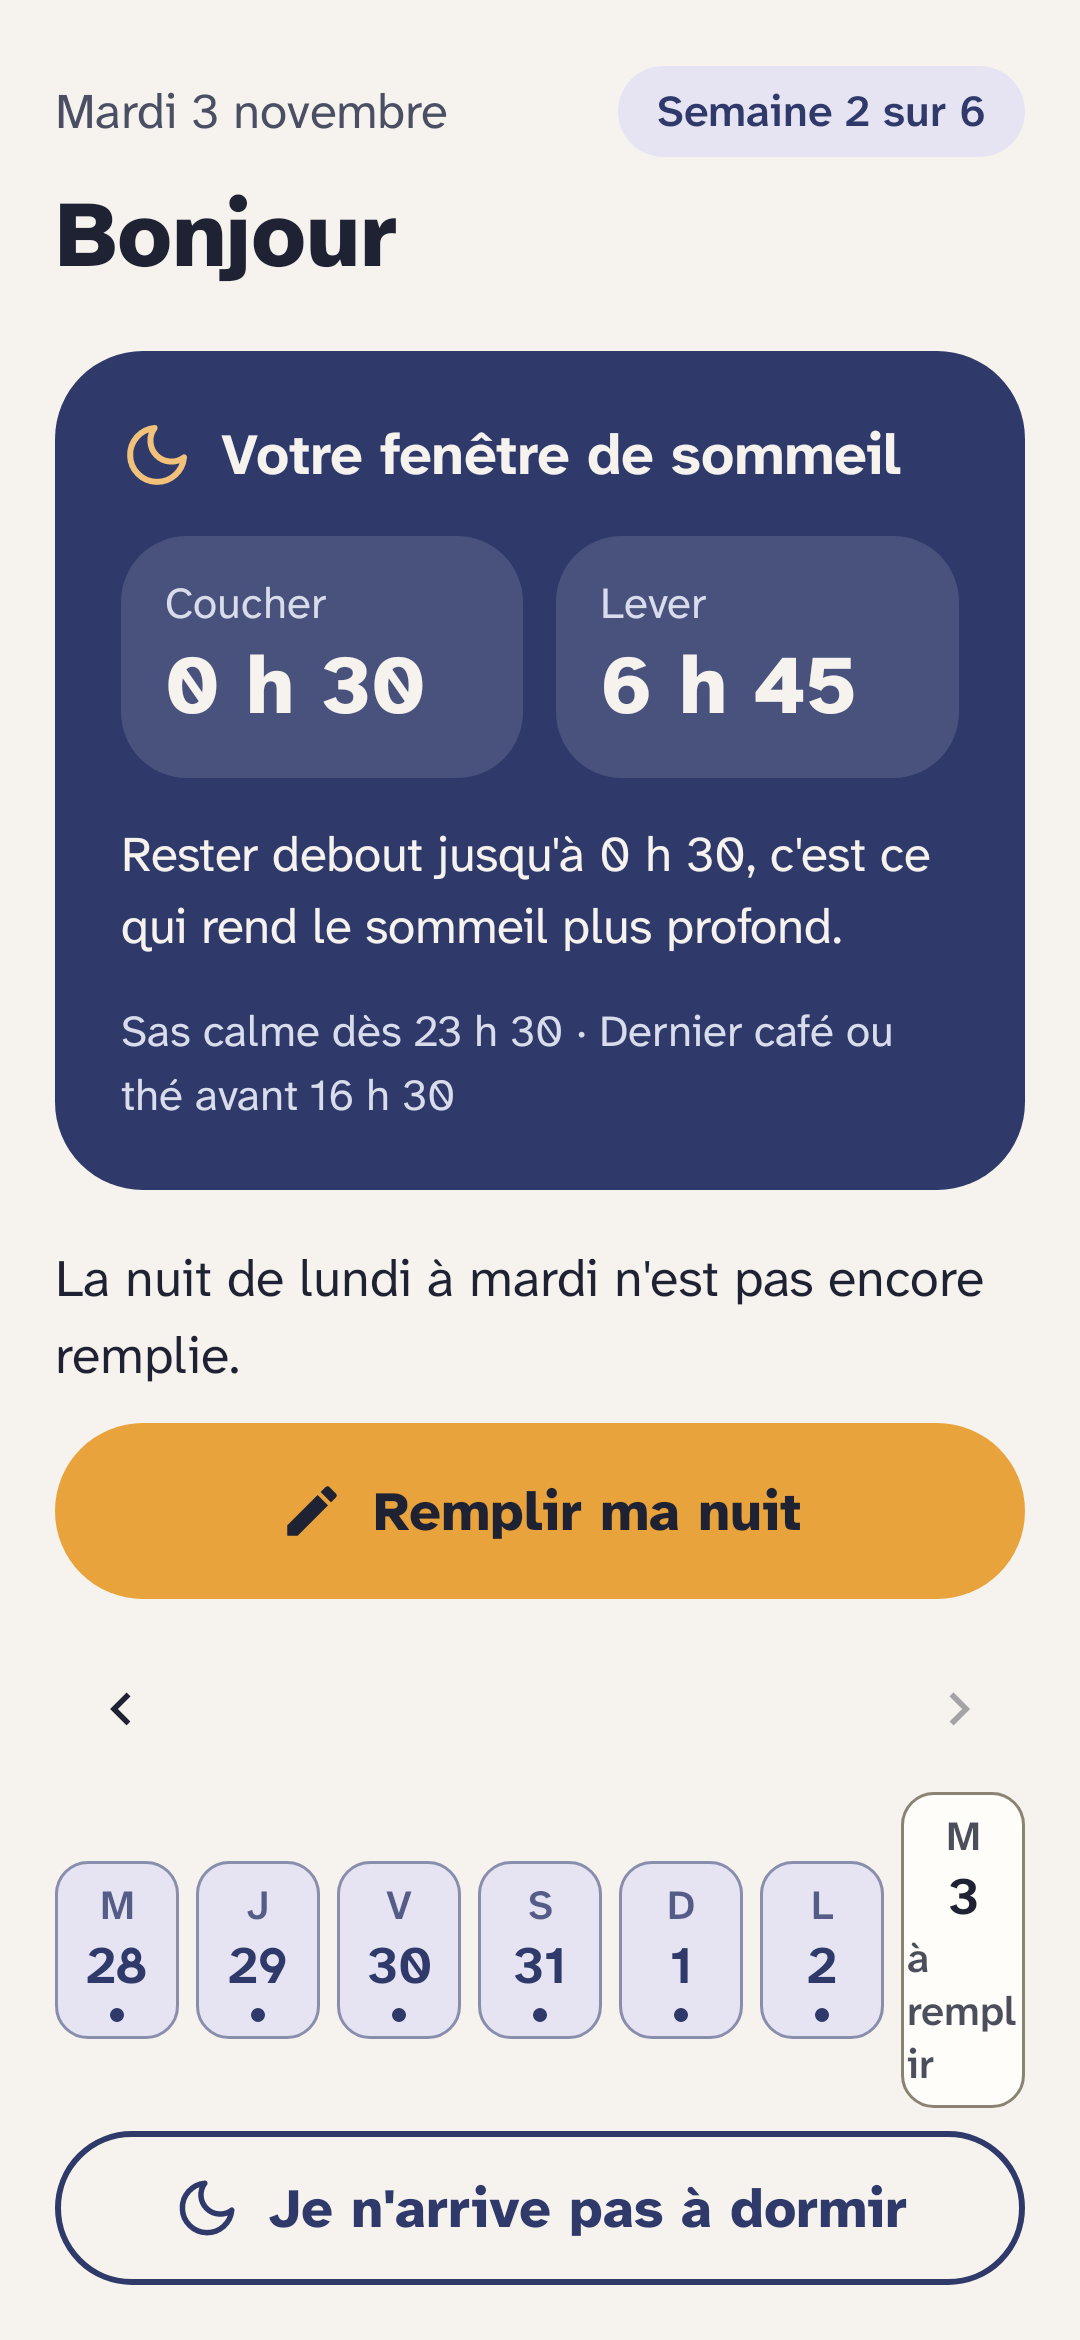 Mardi 3 novembre
Semaine 2 sur 6
Bonjour
Votre fenêtre de sommeil
Coucher
0 h 30
Lever
6 h 45
Rester debout jusqu'à 0 h 30, c'est ce
qui rend le sommeil plus profond.
Sas calme dès 23 h 30 · Dernier café ou
thé avant 16 h 30
La nuit de lundi à mardi n'est pas encore
remplie.
Remplir ma nuit
M
28
J
29
V
30
S
31
D
1
L
2
M
3
à
rempl
ir
Je n'arrive pas à dormir